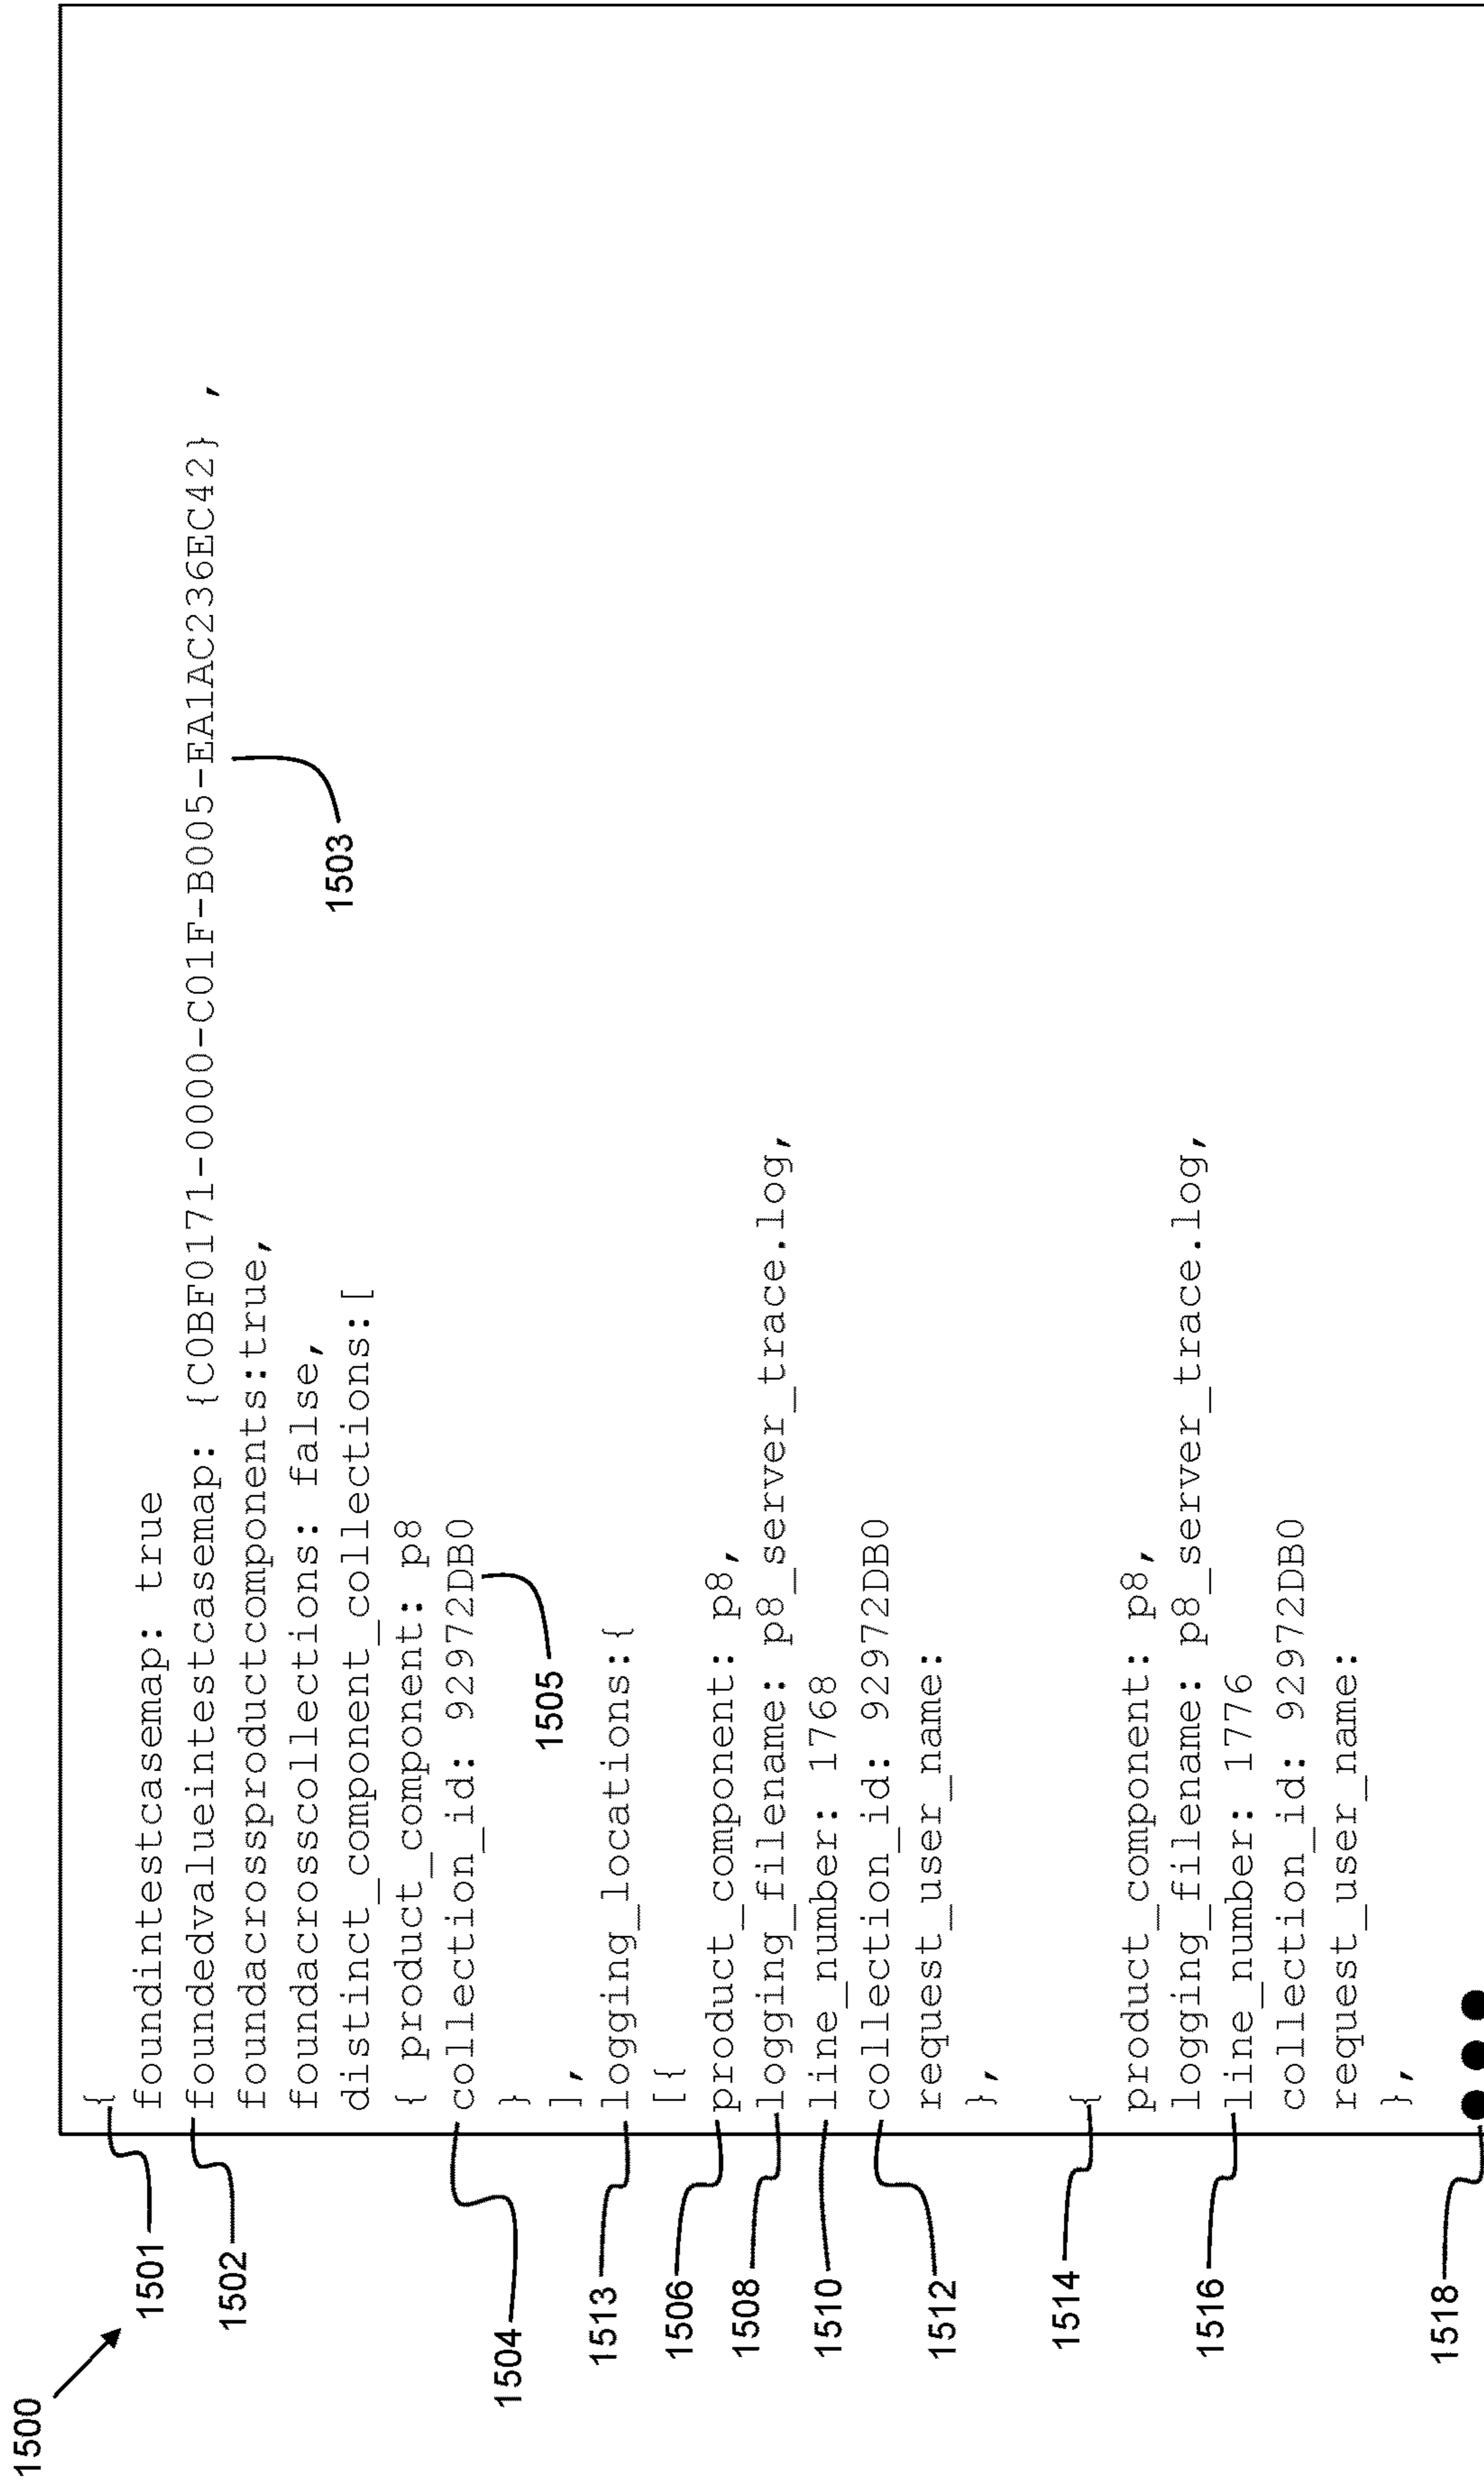 1500
1501
{
foundintestcasemap: true
1502
foundedvalueintestcasemap: {C0BF0171-0000-C01F-B005-EA1AC236EC42} ,
1503
foundacrossproductcomponents:true,
foundacrosscollections: false,
distinct_component_collections:[
{ product_component: p8
1504
collection_id: 92972DB0
1505
}
],
1513
logging_locations:{
[{
1506
product_component: p8,
1508
logging_filename: p8_server_trace.log,
1510
line_number: 1768
1512
collection_id: 92972DB0
request_user_name:
},
1514
{
product_component: p8,
logging_filename: p8_server_trace.log,
1516
line_number: 1776
collection_id: 92972DB0
request_user_name:
},
1518
●●●